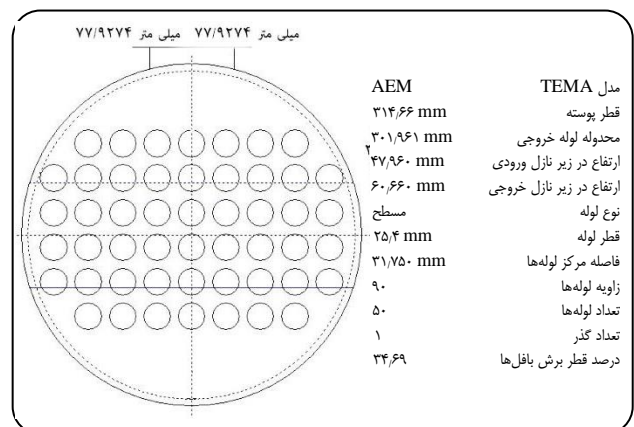 ۷۷/۹۲۷۴ میلی متر ۷۷/۹۲۷۴ میلی متر
مدل TEMA AEM
قطر پوسته ۳۱۴٫۶۶ mm
محدوله لوله خروجی ۳۰۱٫۹۶۱ mm
۲
ارتفاع در زیر نازل ورودی ۴۷٫۹۶۰ mm
ارتفاع در زیر نازل خروجی ۶۰٫۶۶۰ mm
نوع لوله مسطح
قطر لوله ۲۵٫۴ mm
فاصله مرکز لوله‌ها ۳۱٫۷۵۰ mm
زاویه لوله‌ها ۹۰
تعداد لوله‌ها ۵۰
تعداد گذر ۱
درصد قطر برش بافل‌ها ۳۴٫۶۹